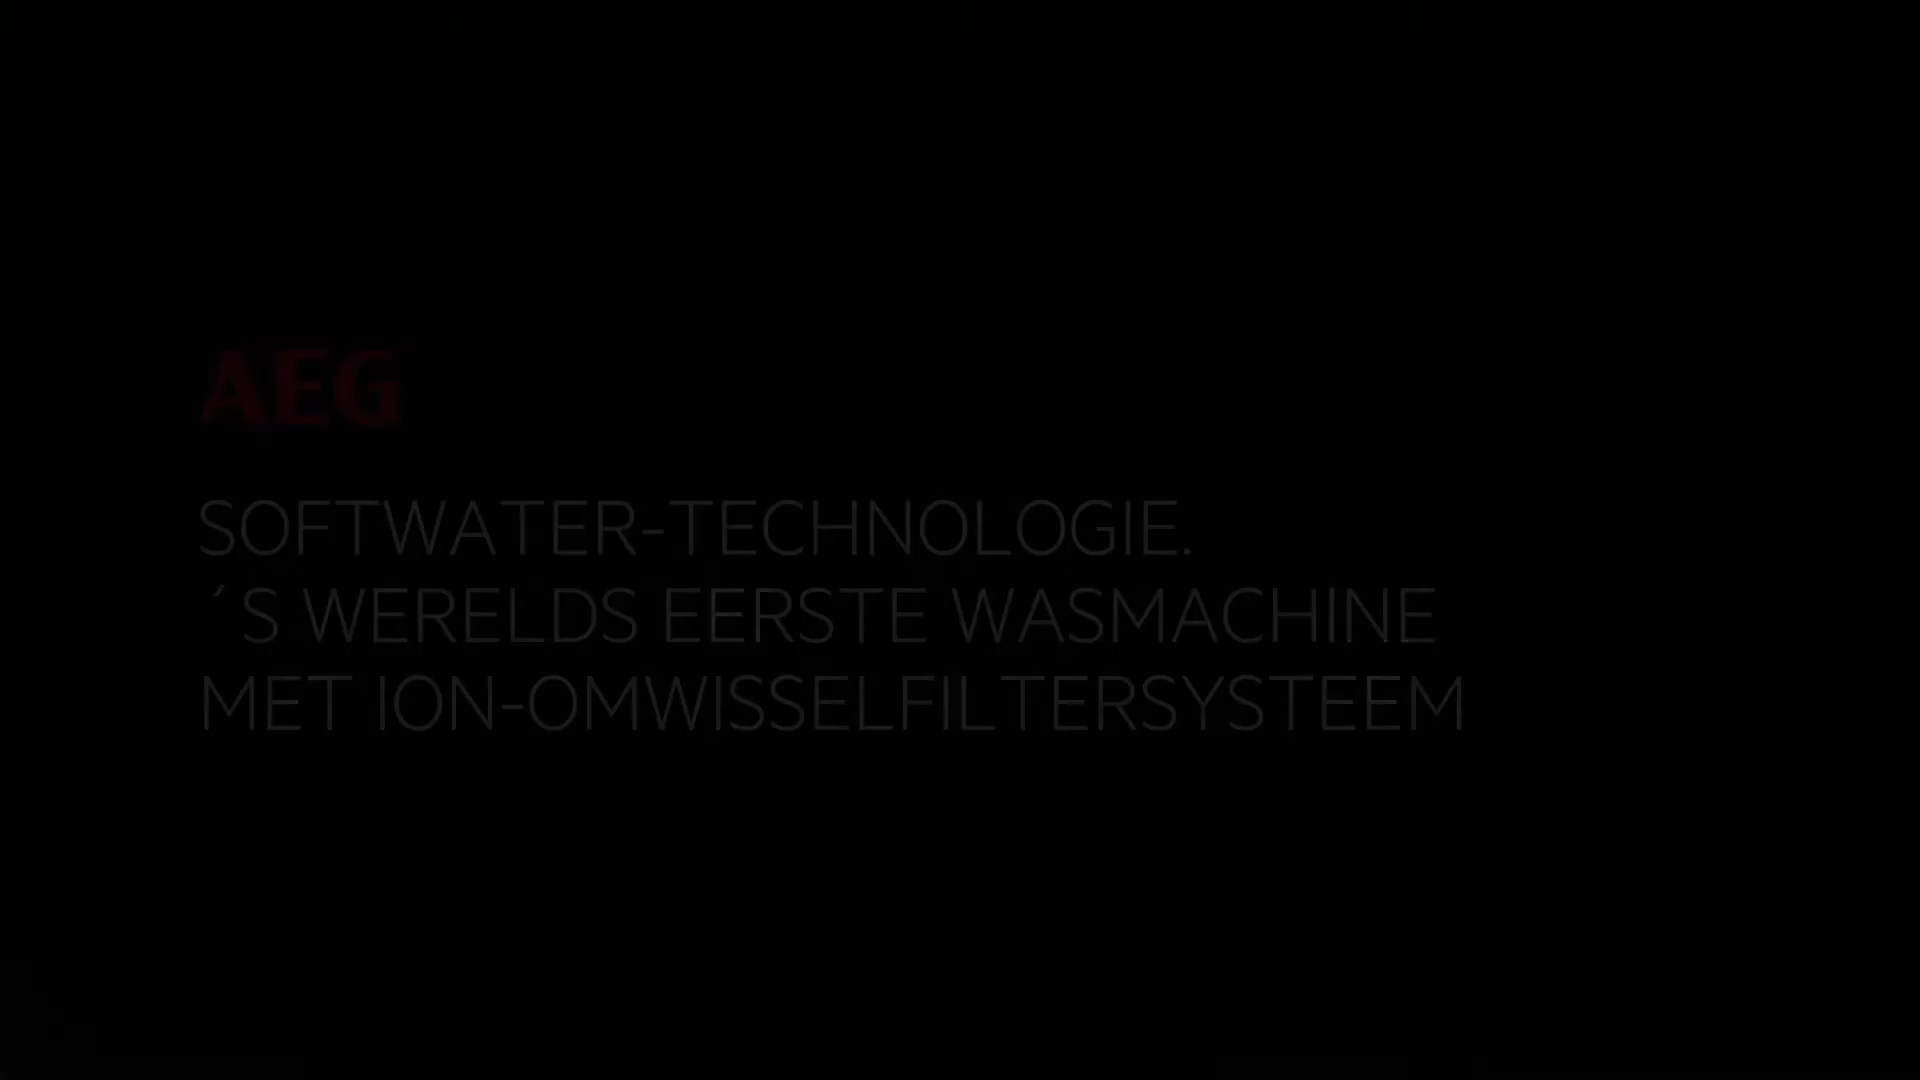 AEG
SOFTWATER-TECHNOLOGIE.
´S WERELDS EERSTE WASMACHINE
MET ION-OMWISSELFILTERSYSTEEM